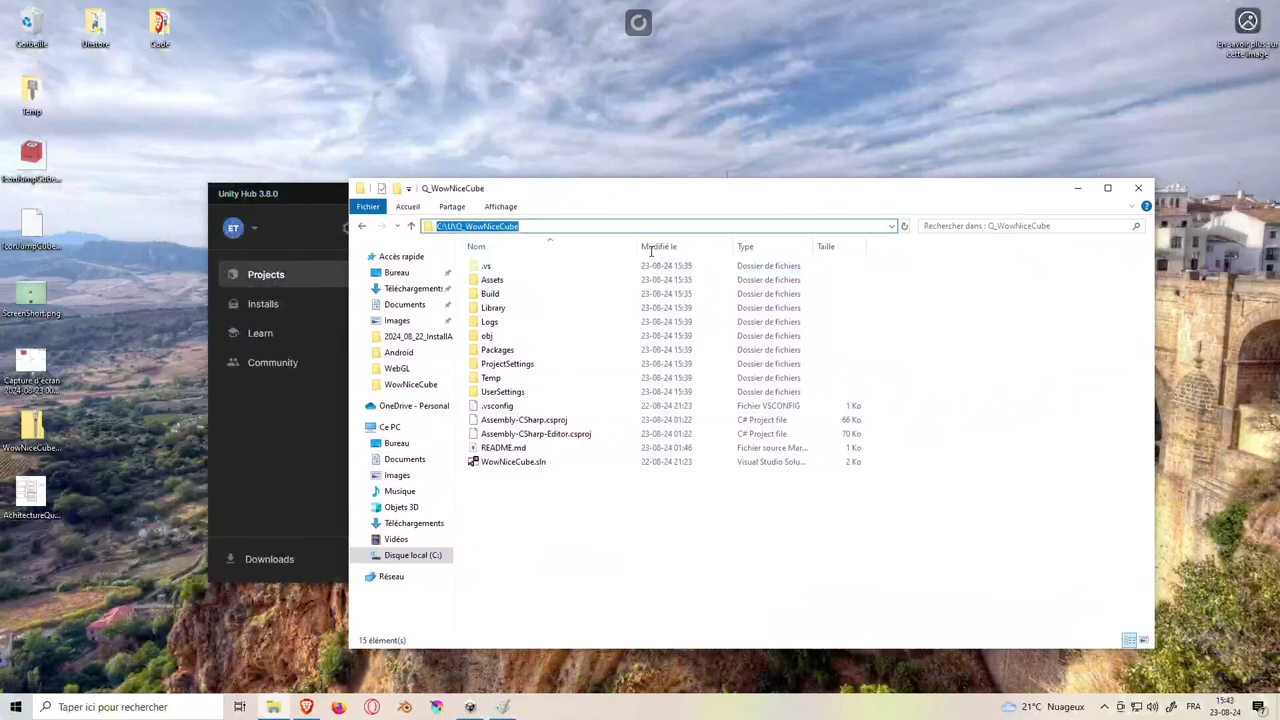 Corbeille
Unstore
Code
En savoir plus sur
cette image
Temp
IconJumpCube...
IconJumpCube...
ScreenShort.png
Capture d'écran
2024-08-23 00...
WowNiceCube...
AchitectureQu...
Unity Hub 3.8.0
ET
Projects
Installs
Learn
Community
Downloads
Q_WowNiceCube
Fichier Accueil Partage Affichage
C:\U\Q_WowNiceCube
Rechercher dans : Q_WowNiceCube
Accès rapide
Bureau
Téléchargements
Documents
Images
2024_08_22_InstallA
Android
WebGL
WowNiceCube
OneDrive - Personal
Ce PC
Bureau
Documents
Images
Musique
Objets 3D
Téléchargements
Vidéos
Disque local (C:)
Réseau
Nom Modifié le Type Taille
.vs 23-08-24 15:35 Dossier de fichiers
Assets 23-08-24 15:35 Dossier de fichiers
Build 23-08-24 15:35 Dossier de fichiers
Library 23-08-24 15:39 Dossier de fichiers
Logs 23-08-24 15:39 Dossier de fichiers
obj 23-08-24 15:39 Dossier de fichiers
Packages 23-08-24 15:39 Dossier de fichiers
ProjectSettings 23-08-24 15:39 Dossier de fichiers
Temp 23-08-24 15:39 Dossier de fichiers
UserSettings 23-08-24 15:39 Dossier de fichiers
.vsconfig 22-08-24 21:23 Fichier VSCONFIG 1 Ko
Assembly-CSharp.csproj 23-08-24 01:22 C# Project file 66 Ko
Assembly-CSharp-Editor.csproj 23-08-24 01:22 C# Project file 70 Ko
README.md 23-08-24 01:46 Fichier source Mar... 1 Ko
WowNiceCube.sln 22-08-24 21:23 Visual Studio Solu... 2 Ko
15 élément(s)
Taper ici pour rechercher
21°C Nuageux
FRA
15:43
23-08-24